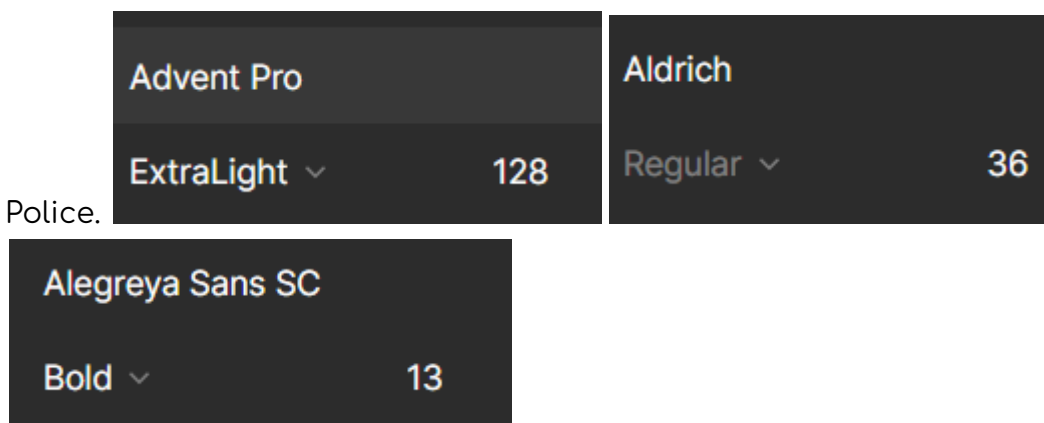 Advent Pro
ExtraLight 128
Aldrich
Regular 36
Police.
Alegreya Sans SC
Bold 13